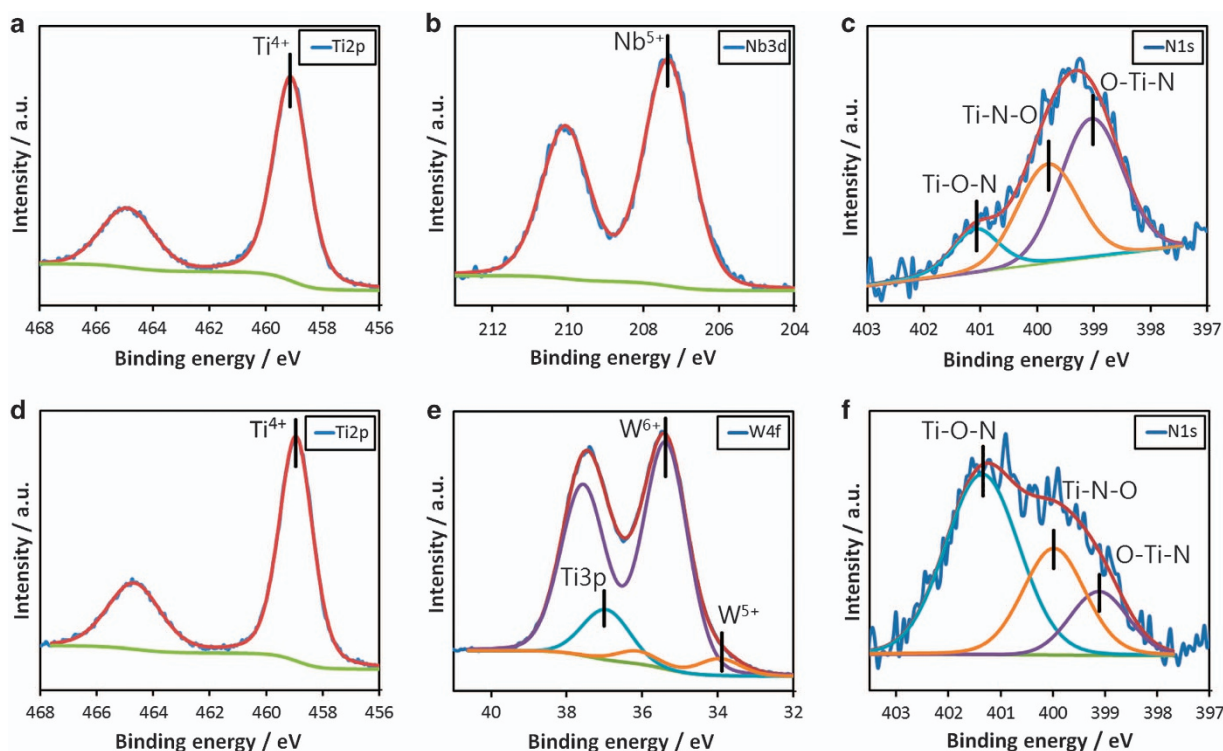 a
Ti4+
Ti2p
Intensity / a.u.
468 466 464 462 460 458 456
Binding energy / eV
b
Nb5+
Nb3d
Intensity / a.u.
212 210 208 206 204
Binding energy / eV
c
N1s
O-Ti-N
Ti-N-O
Ti-O-N
Intensity / a.u.
403 402 401 400 399 398 397
Binding energy / eV
d
Ti4+
Ti2p
Intensity / a.u.
468 466 464 462 460 458 456
Binding energy / eV
e
W6+
W4f
Ti3p
W5+
Intensity / a.u.
40 38 36 34 32
Binding energy / eV
f
Ti-O-N
N1s
Ti-N-O
O-Ti-N
Intensity / a.u.
403 402 401 400 399 398 397
Binding energy / eV